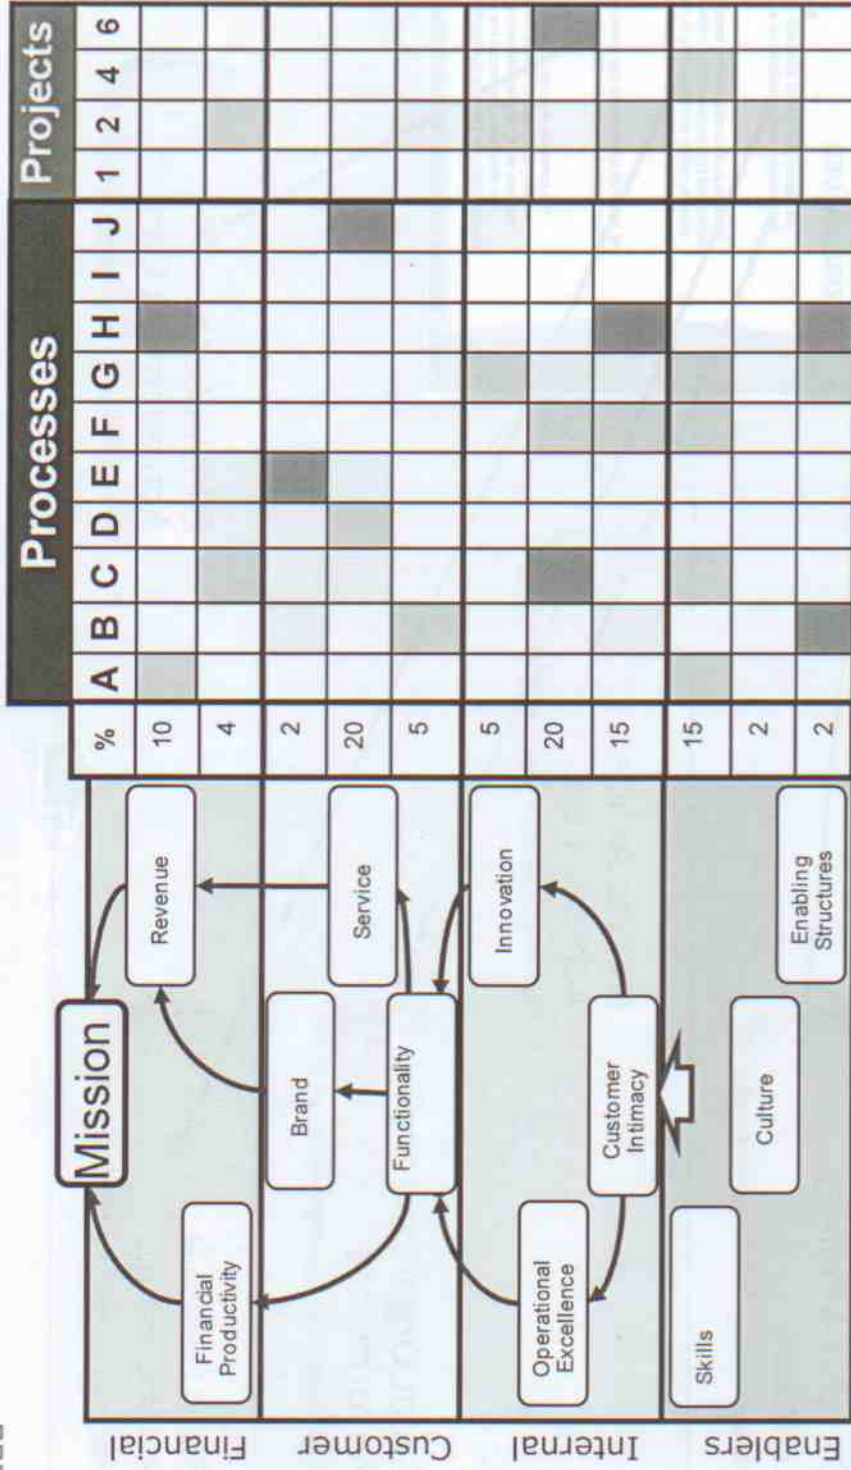 Mission
Financial
Productivity
Revenue
Brand
Service
Functionality
Innovation
Operational
Excellence
Customer
Intimacy
Skills
Culture
Enabling
Structures
Financial
Customer
Internal
Enablers
Processes
Projects
% A B C D E F G H I J 1 2 4 6
10
4
2
20
5
5
20
15
15
2
2